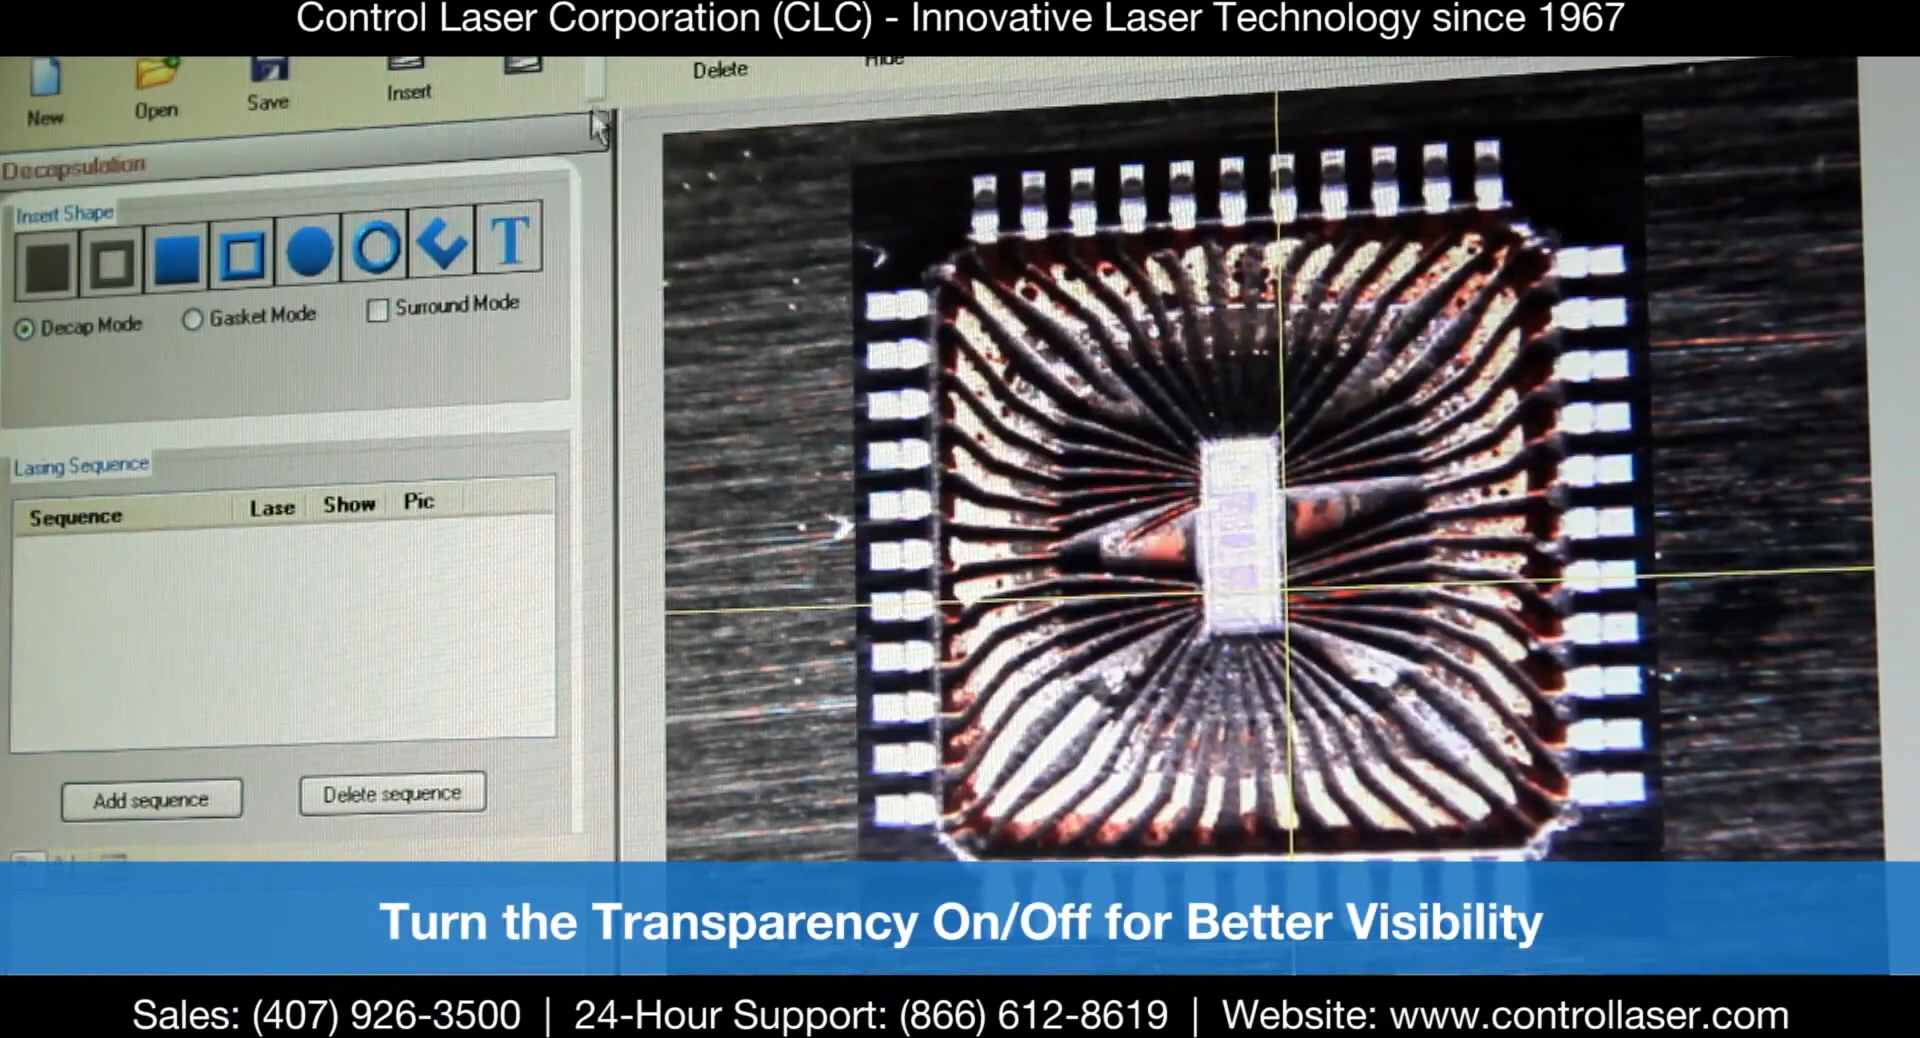 Control Laser Corporation (CLC) - Innovative Laser Technology since 1967
New
Open
Save
Insert
Delete
Hide
Decapsulation
Insert Shape
T
Decap Mode
Gasket Mode
Surround Mode
Lasing Sequence
Sequence Lase Show Pic
Add sequence
Delete sequence
Turn the Transparency On/Off for Better Visibility
Sales: (407) 926-3500 | 24-Hour Support: (866) 612-8619 | Website: www.controllaser.com